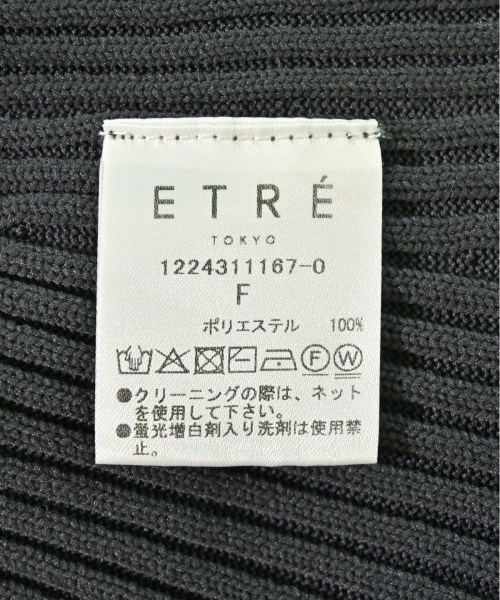 ETRÉ
TOKYO
1224311167-0
F
ポリエステル 100%
F W
●クリーニングの際は、ネット
を使用して下さい。
●蛍光増白剤入り洗剤は使用禁
止。